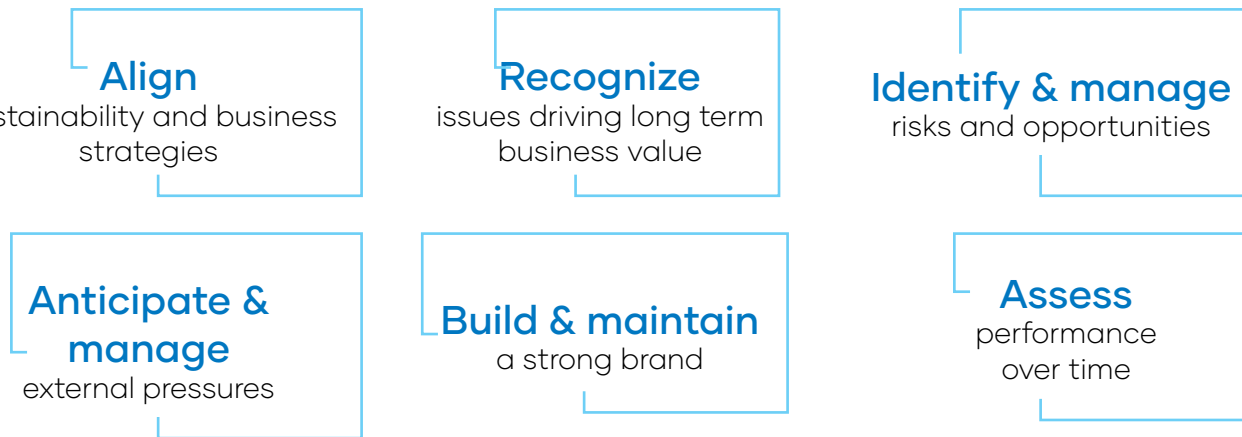 Align
stainability and business
strategies
Recognize
issues driving long term
business value
Identify & manage
risks and opportunities
Anticipate &
manage
external pressures
Build & maintain
a strong brand
Assess
performance
over time